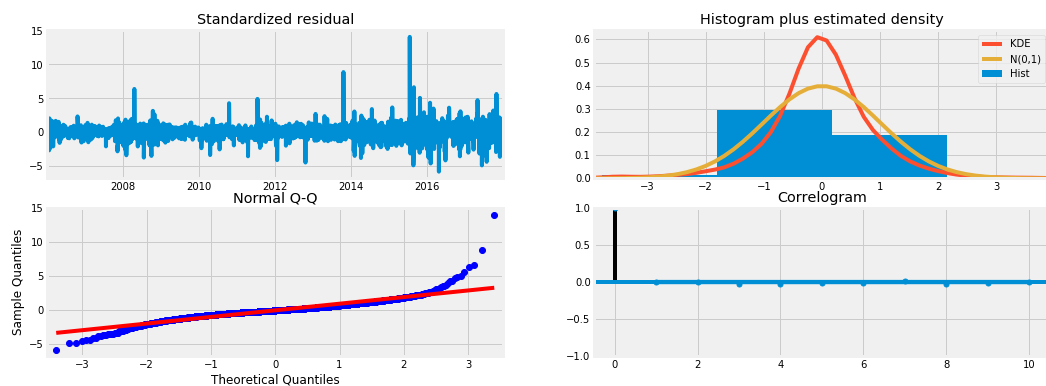 Standardized residual
15
10
5
0
−5
2008 2010 2012 2014 2016
Histogram plus estimated density
0.6
0.5
0.4
0.3
0.2
0.1
0.0
−3 −2 −1 0 1 2 3
KDE
N(0,1)
Hist
Normal Q-Q
15
10
5
0
−5
Sample Quantiles
−3 −2 −1 0 1 2 3
Theoretical Quantiles
Correlogram
1.0
0.5
0.0
−0.5
−1.0
0 2 4 6 8 10